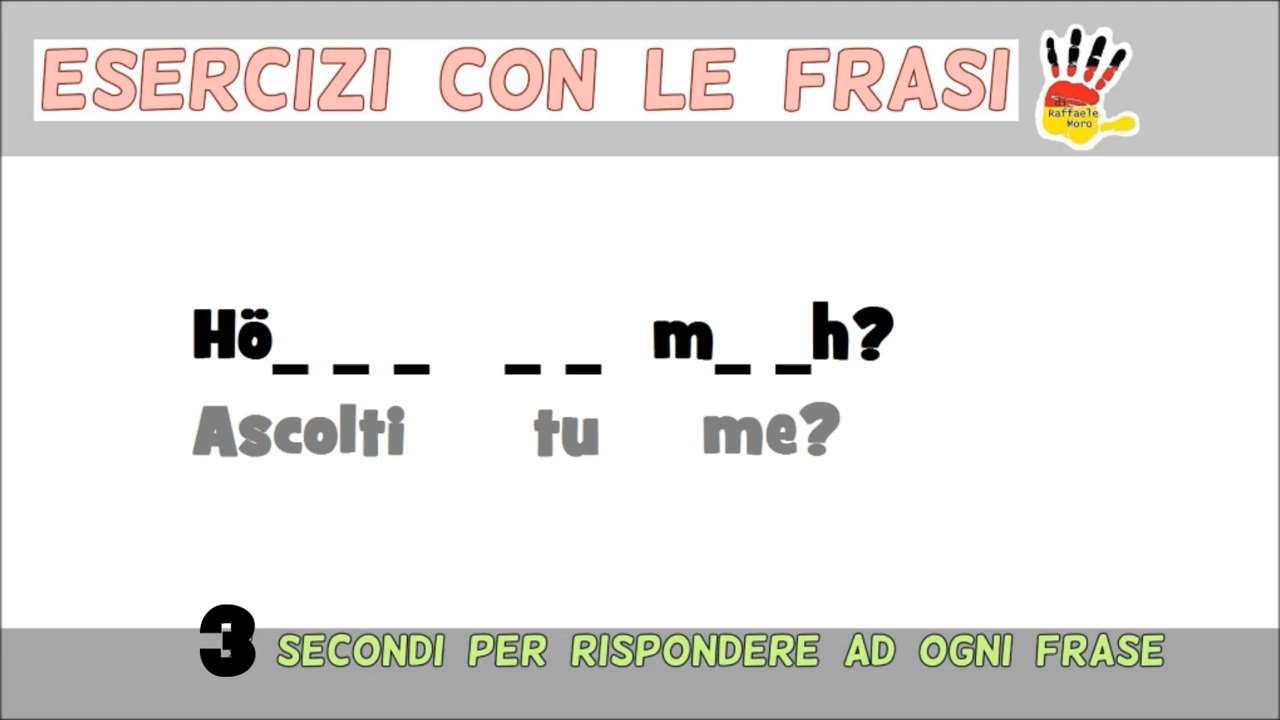 ESERCIZI CON LE FRASI
di
Raffaele
Moro
Hö_ _ _ _ _ m_ _h?
Ascolti tu me?
3 SECONDI PER RISPONDERE AD OGNI FRASE